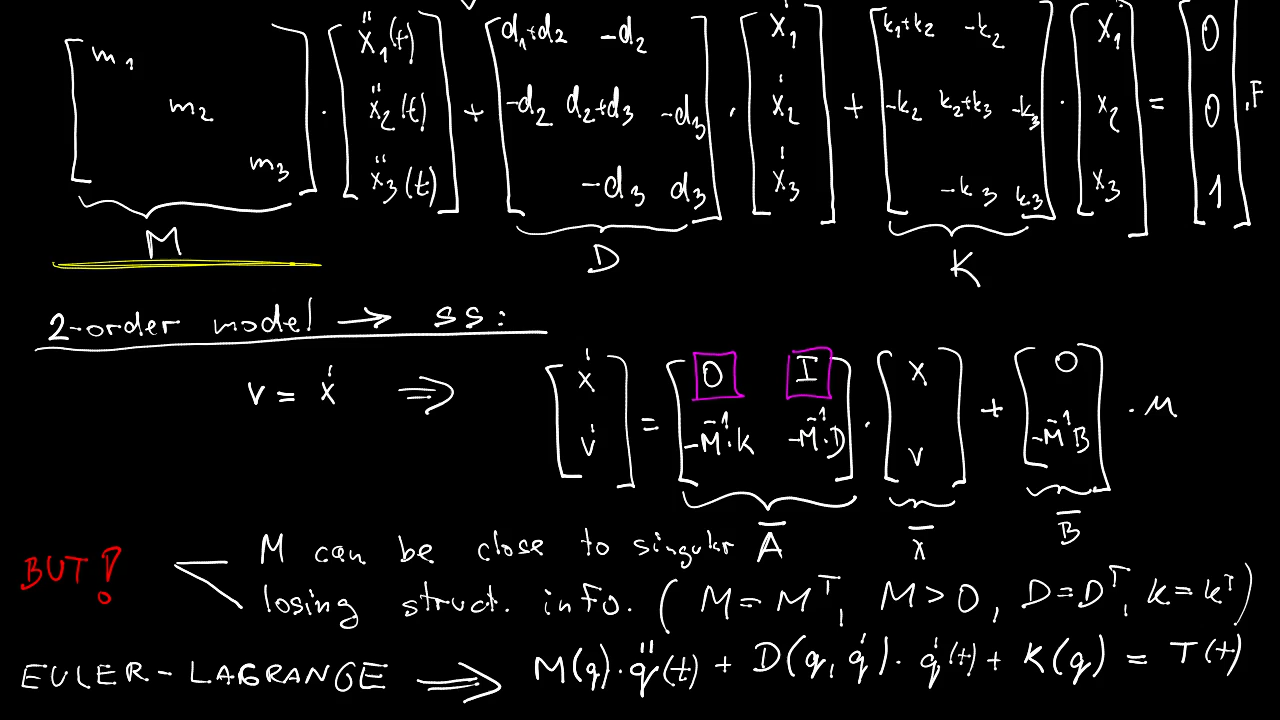 [m₁ m₂ m₃] · [ẍ₁(t) ẍ₂(t) ẍ₃(t)] + [d₁+d₂ -d₂ ; -d₂ d₂+d₃ -d₃ ; -d₃ d₃] · [ẋ₁ ẋ₂ ẋ₃] + [k₁+k₂ -k₂ ; -k₂ k₂+k₃ -k₃ ; -k₃ k₃] · [x₁ x₂ x₃] = [0 0 1] · F
M D K
2-order model → ss:
v = ẋ ⇒ [ẋ ; v̇] = [0 I ; -M⁻¹·K -M⁻¹·D] · [x ; v] + [0 ; -M⁻¹B] · u
A̅ x̅ B̅
BUT! M can be close to singular
losing struct. info. (M = Mᵀ, M > 0, D = Dᵀ, K = Kᵀ)
EULER-LAGRANGE ⇒ M(q)·q̈(t) + D(q, q̇)·q̇(t) + K(q) = T(t)